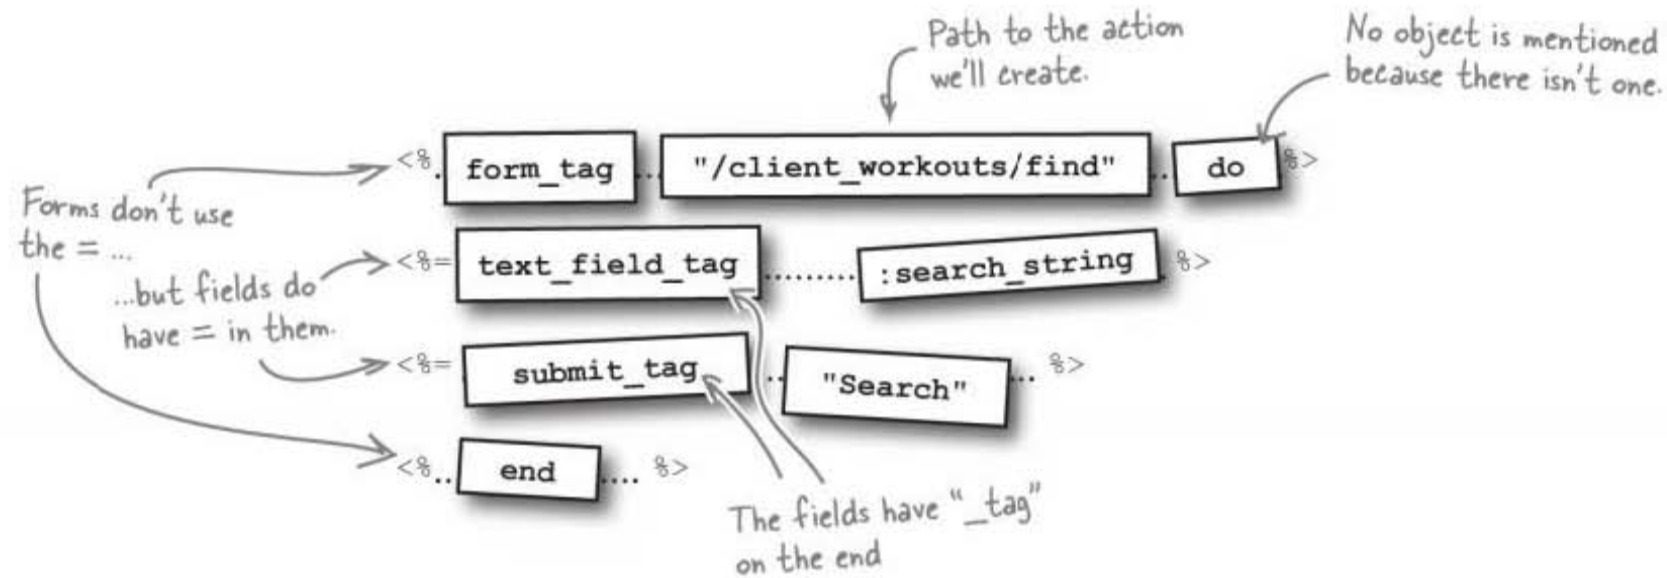 Path to the action
we'll create.
No object is mentioned
because there isn't one.
<%. form_tag ... "/client_workouts/find" .. do %>
Forms don't use
the = ...
<%= text_field_tag ......... :search_string . %>
...but fields do
have = in them.
<%= submit_tag .. "Search" ... %>
<%.. end .... %>
The fields have "_tag"
on the end